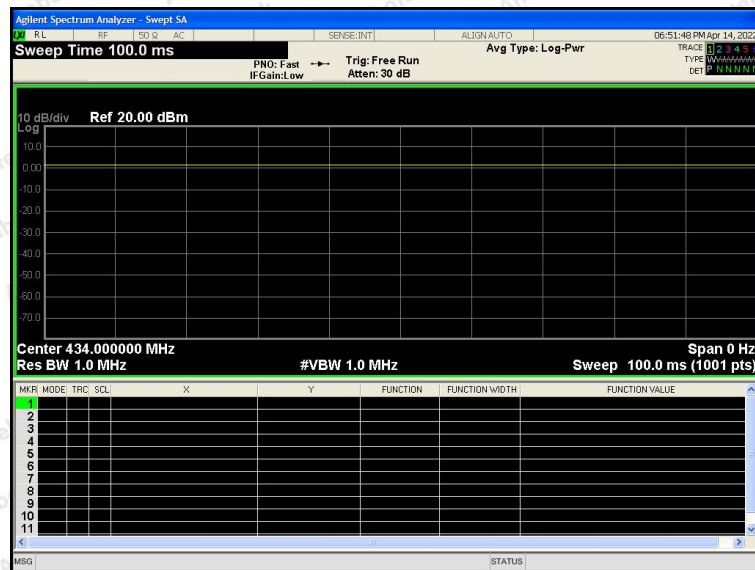 Agilent Spectrum Analyzer - Swept SA
LXI RL RF 50 Ω AC SENSE:INT ALIGN AUTO 06:51:48 PM Apr 14, 2022
Sweep Time 100.0 ms
Avg Type: Log-Pwr
TRACE 1 2 3 4 5
PNO: Fast
Trig: Free Run
TYPE
IFGain:Low
Atten: 30 dB
DET P N N N N
10 dB/div Ref 20.00 dBm
Log
10.0
0.00
-10.0
-20.0
-30.0
-40.0
-50.0
-60.0
-70.0
Center 434.000000 MHz Span 0 Hz
Res BW 1.0 MHz #VBW 1.0 MHz Sweep 100.0 ms (1001 pts)
MKR MODE TRC SCL X Y FUNCTION FUNCTION WIDTH FUNCTION VALUE
1
2
3
4
5
6
7
8
9
10
11
MSG STATUS